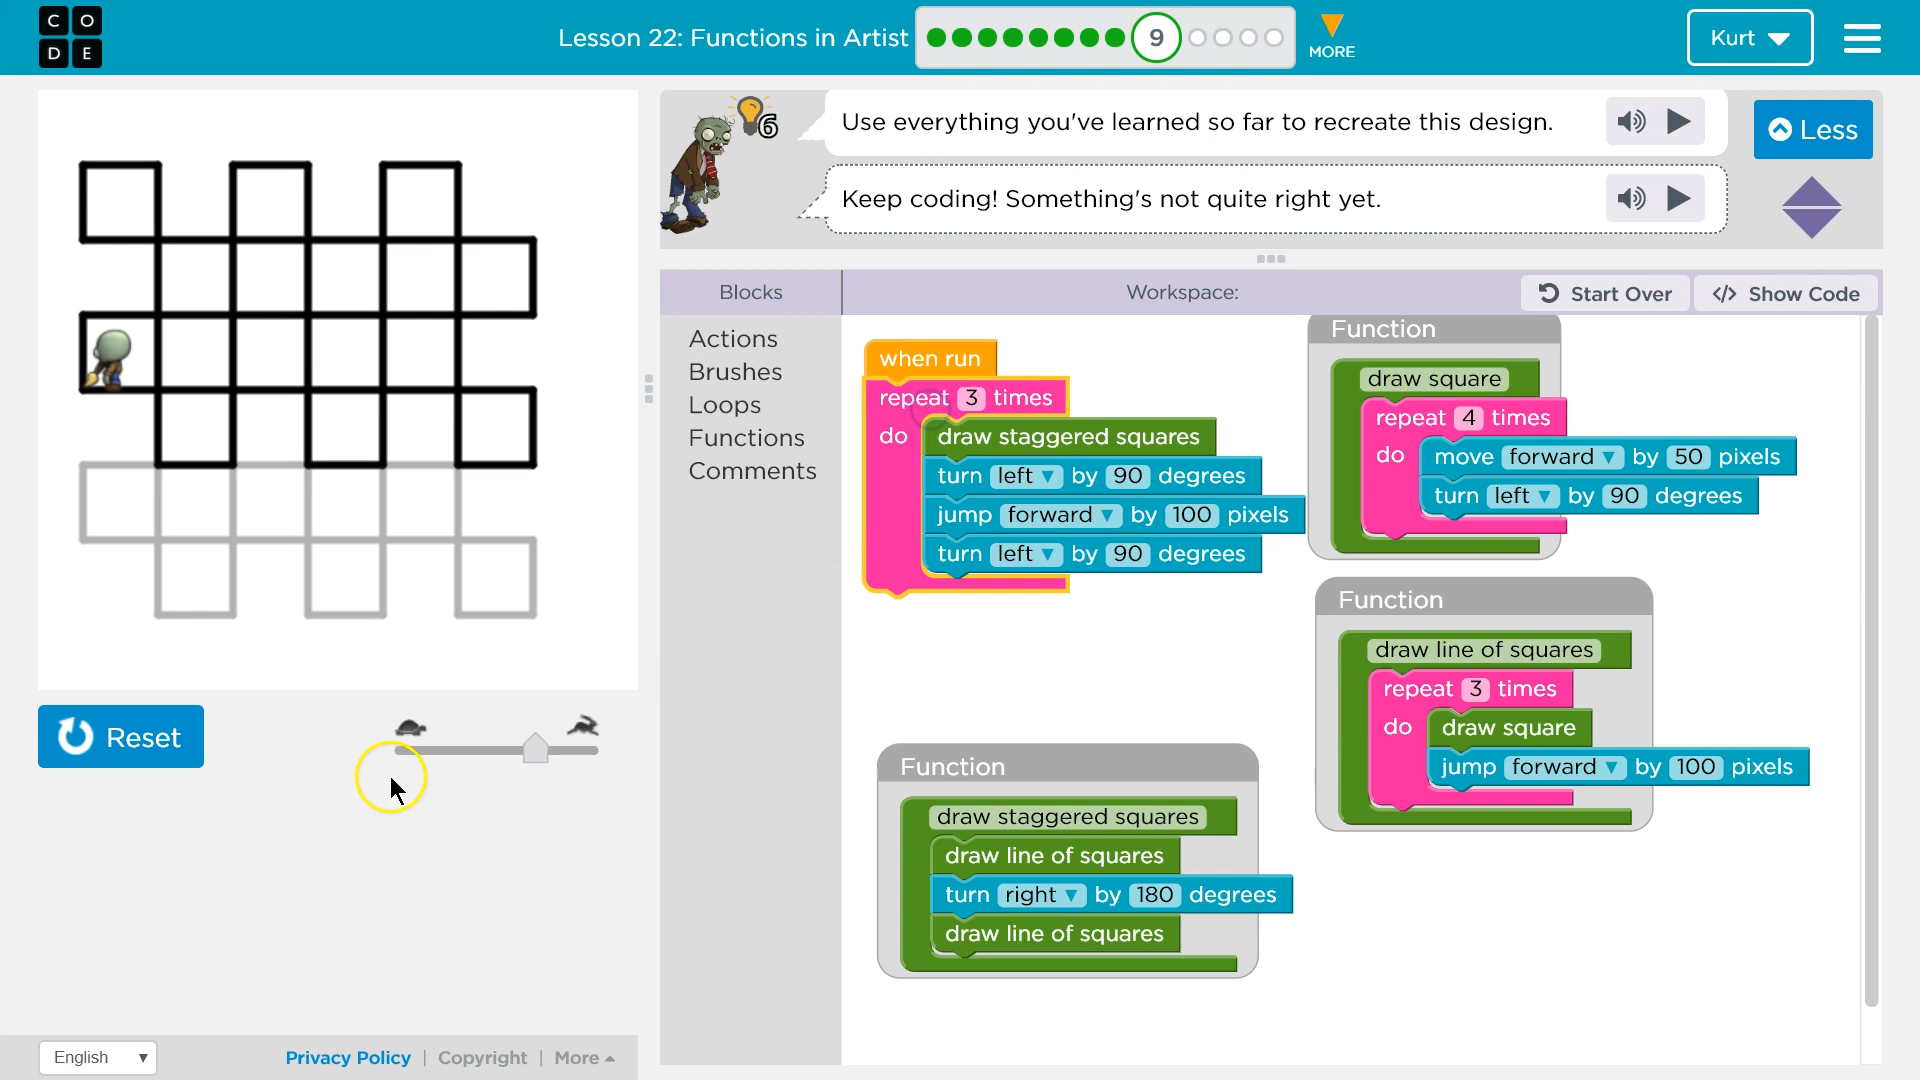 C O
D E
Lesson 22: Functions in Artist
9
MORE
Kurt
6
Use everything you've learned so far to recreate this design.
Less
Keep coding! Something's not quite right yet.
Blocks
Workspace:
Start Over
</> Show Code
Actions
Brushes
Loops
Functions
Comments
when run
repeat 3 times
do
draw staggered squares
turn left ▼ by 90 degrees
jump forward ▼ by 100 pixels
turn left ▼ by 90 degrees
Function
draw square
repeat 4 times
do
move forward ▼ by 50 pixels
turn left ▼ by 90 degrees
Function
draw line of squares
repeat 3 times
do
draw square
jump forward ▼ by 100 pixels
Function
draw staggered squares
draw line of squares
turn right ▼ by 180 degrees
draw line of squares
Reset
English ▼
Privacy Policy | Copyright | More